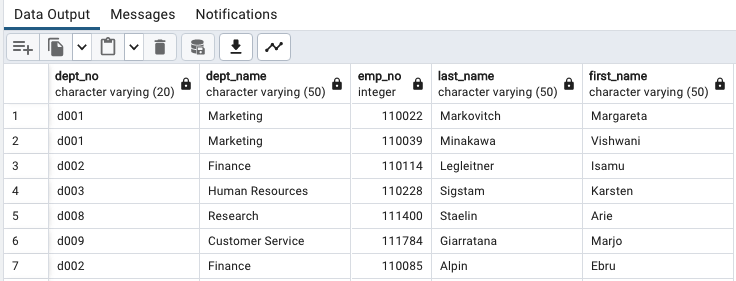 Data Output Messages Notifications
dept_no dept_name emp_no last_name first_name
character varying (20) character varying (50) integer character varying (50) character varying (50)
1 d001 Marketing 110022 Markovitch Margareta
2 d001 Marketing 110039 Minakawa Vishwani
3 d002 Finance 110114 Legleitner Isamu
4 d003 Human Resources 110228 Sigstam Karsten
5 d008 Research 111400 Staelin Arie
6 d009 Customer Service 111784 Giarratana Marjo
7 d002 Finance 110085 Alpin Ebru